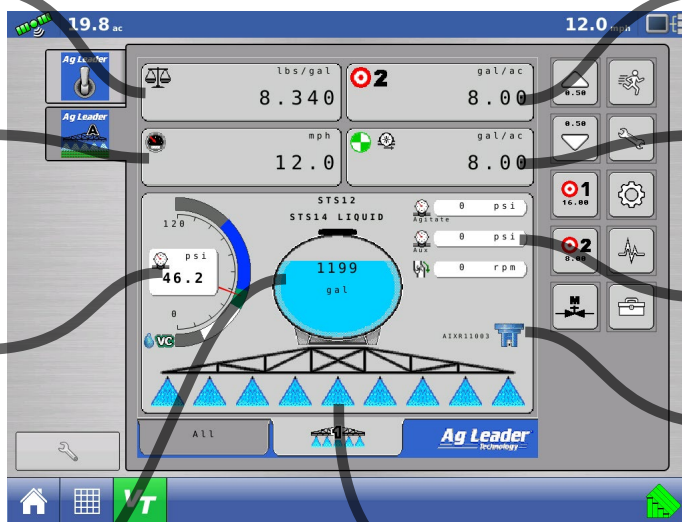 19.8 ac
12.0 mph
Ag Leader
Ag Leader
A
lbs/gal
8.340
2
gal/ac
8.00
mph
12.0
gal/ac
8.00
0.50
0.50
1
16.00
2
8.00
M
STS12
STS14 LIQUID
120
psi
46.2
0
VC
1199
gal
0 psi
Agitate
0 psi
Aux
0 rpm
AIXR11003
All
1
Ag Leader
Technology
VT